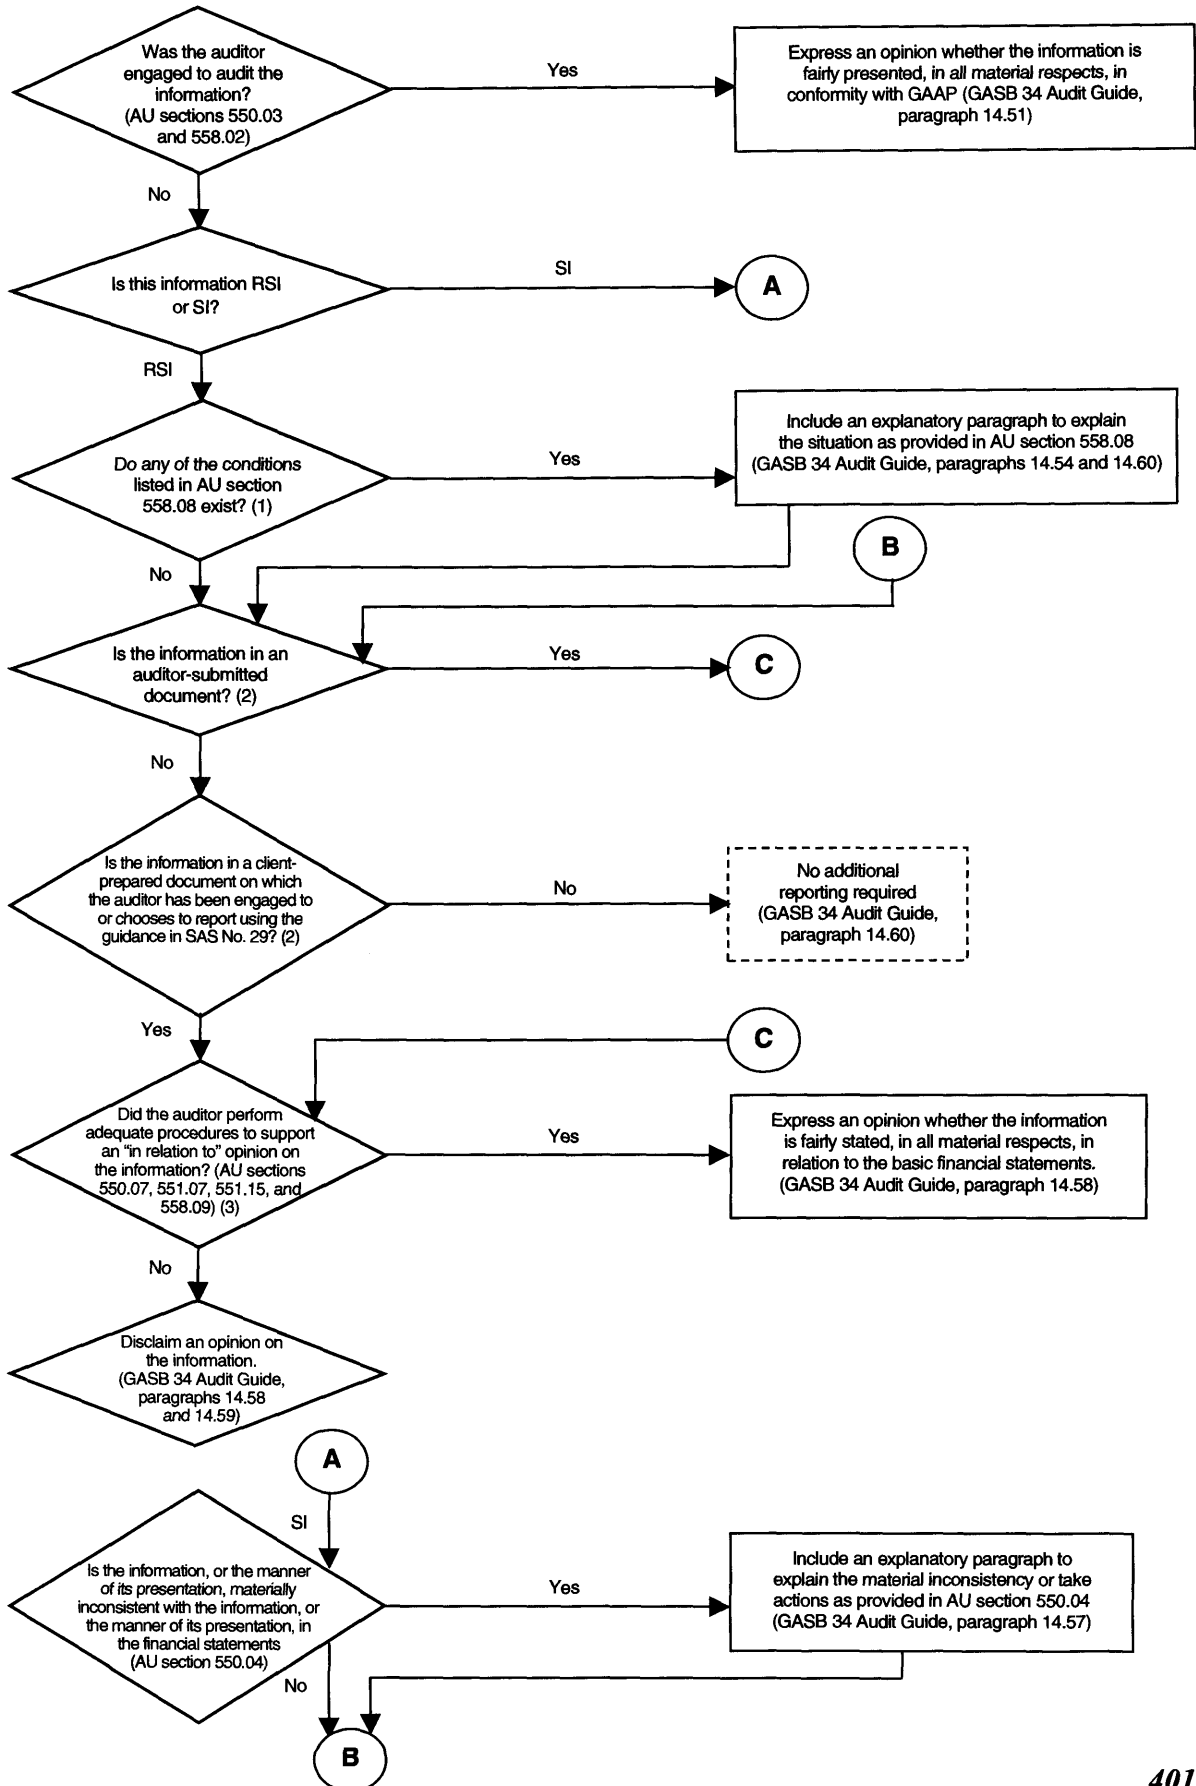 Was the auditor
engaged to audit the
information?
(AU sections 550.03
and 558.02)
Yes
Express an opinion whether the information is
fairly presented, in all material respects, in
conformity with GAAP (GASB 34 Audit Guide,
paragraph 14.51)
No
Is this information RSI
or SI?
SI
A
RSI
Do any of the conditions
listed in AU section
558.08 exist? (1)
Yes
Include an explanatory paragraph to explain
the situation as provided in AU section 558.08
(GASB 34 Audit Guide, paragraphs 14.54 and 14.60)
B
No
Is the information in an
auditor-submitted
document? (2)
Yes
C
No
Is the information in a client-
prepared document on which
the auditor has been engaged to
or chooses to report using the
guidance in SAS No. 29? (2)
No
No additional
reporting required
(GASB 34 Audit Guide,
paragraph 14.60)
Yes
C
Did the auditor perform
adequate procedures to support
an “in relation to” opinion on
the information? (AU sections
550.07, 551.07, 551.15, and
558.09) (3)
Yes
Express an opinion whether the information
is fairly stated, in all material respects, in
relation to the basic financial statements.
(GASB 34 Audit Guide, paragraph 14.58)
No
Disclaim an opinion on
the information.
(GASB 34 Audit Guide,
paragraphs 14.58
and 14.59)
A
SI
Is the information, or the manner
of its presentation, materially
inconsistent with the information, or
the manner of its presentation, in
the financial statements
(AU section 550.04)
Yes
Include an explanatory paragraph to
explain the material inconsistency or take
actions as provided in AU section 550.04
(GASB 34 Audit Guide, paragraph 14.57)
No
B
401